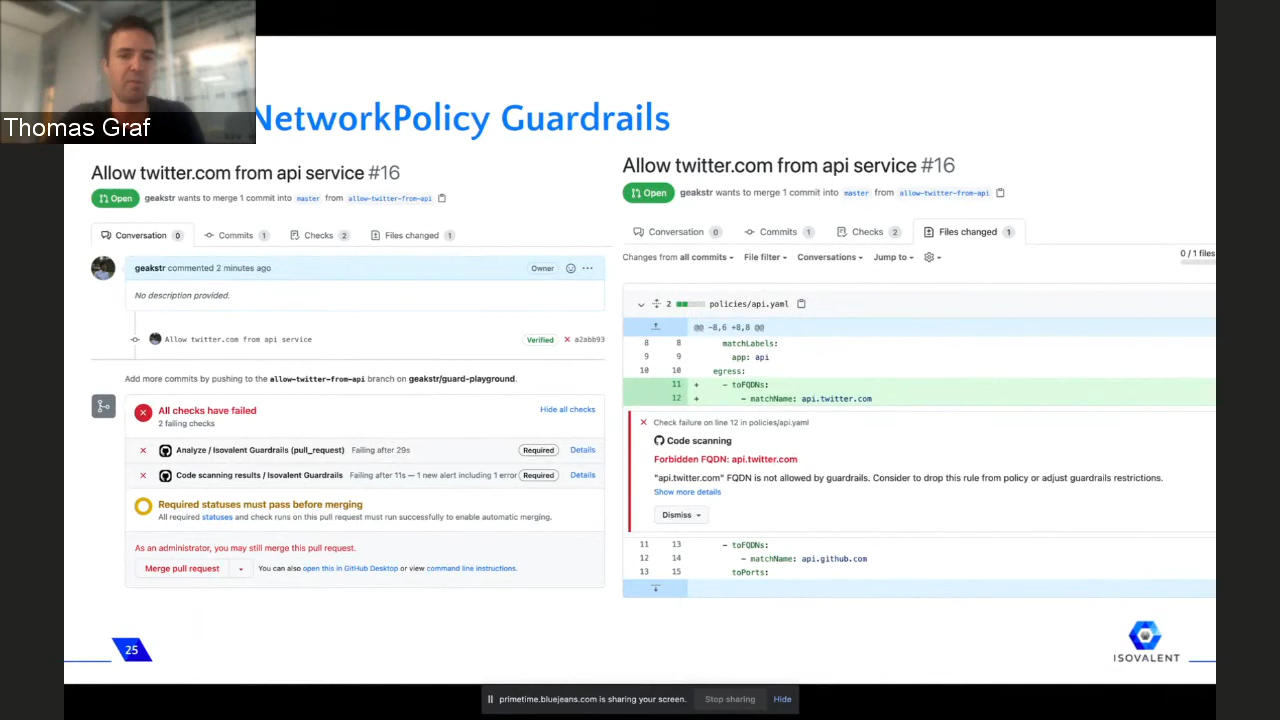 Thomas Graf
NetworkPolicy Guardrails
Allow twitter.com from api service #16
Open geakstr wants to merge 1 commit into master from allow-twitter-from-api
Conversation 0 Commits 1 Checks 2 Files changed 1
geakstr commented 2 minutes ago Owner
No description provided.
Allow twitter.com from api service Verified a2abb93
Add more commits by pushing to the allow-twitter-from-api branch on geakstr/guard-playground.
All checks have failed Hide all checks
2 failing checks
Analyze / Isovalent Guardrails (pull_request) Failing after 29s Required Details
Code scanning results / Isovalent Guardrails Failing after 11s — 1 new alert including 1 error Required Details
Required statuses must pass before merging
All required statuses and check runs on this pull request must run successfully to enable automatic merging.
As an administrator, you may still merge this pull request.
Merge pull request You can also open this in GitHub Desktop or view command line instructions.
Allow twitter.com from api service #16
Open geakstr wants to merge 1 commit into master from allow-twitter-from-api
Conversation 0 Commits 1 Checks 2 Files changed 1
Changes from all commits File filter Conversations Jump to 0 / 1 files
2 policies/api.yaml
@@ -8,6 +8,8 @@
8 8 matchLabels:
9 9 app: api
10 10 egress:
11 + - toFQDNs:
12 + - matchName: api.twitter.com
Check failure on line 12 in policies/api.yaml
Code scanning
Forbidden FQDN: api.twitter.com
"api.twitter.com" FQDN is not allowed by guardrails. Consider to drop this rule from policy or adjust guardrails restrictions.
Show more details
Dismiss
11 13 - toFQDNs:
12 14 - matchName: api.github.com
13 15 toPorts:
25
ISOVALENT
primetime.bluejeans.com is sharing your screen. Stop sharing Hide